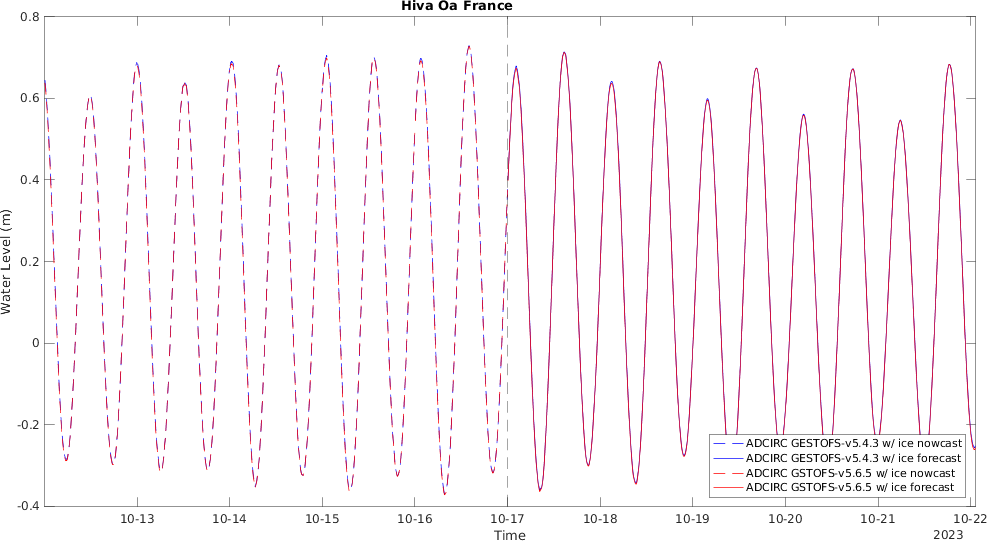 Hiva Oa France
0.8
0.6
0.4
0.2
0
-0.2
-0.4
Water Level (m)
ADCIRC GESTOFS-v5.4.3 w/ ice nowcast
ADCIRC GESTOFS-v5.4.3 w/ ice forecast
ADCIRC GSTOFS-v5.6.5 w/ ice nowcast
ADCIRC GSTOFS-v5.6.5 w/ ice forecast
10-13 10-14 10-15 10-16 10-17 10-18 10-19 10-20 10-21 10-22
Time
2023